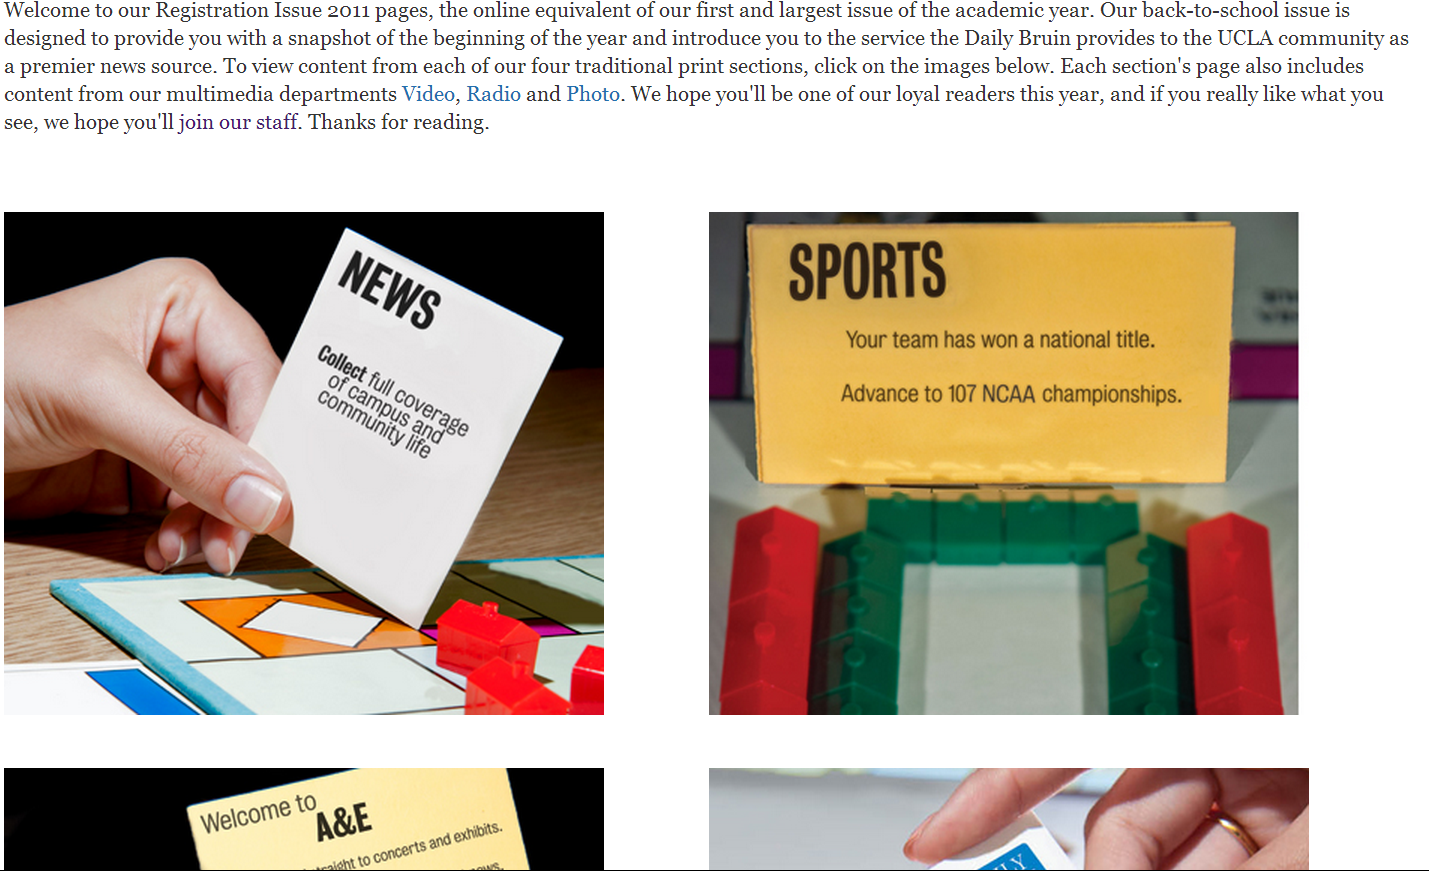 Welcome to our Registration Issue 2011 pages, the online equivalent of our first and largest issue of the academic year. Our back-to-school issue is
designed to provide you with a snapshot of the beginning of the year and introduce you to the service the Daily Bruin provides to the UCLA community as
a premier news source. To view content from each of our four traditional print sections, click on the images below. Each section's page also includes
content from our multimedia departments Video, Radio and Photo. We hope you'll be one of our loyal readers this year, and if you really like what you
see, we hope you'll join our staff. Thanks for reading.
NEWS
Collect full coverage
of campus and
community life
SPORTS
Your team has won a national title.
Advance to 107 NCAA championships.
Welcome to
A&E
to concerts and exhibits.